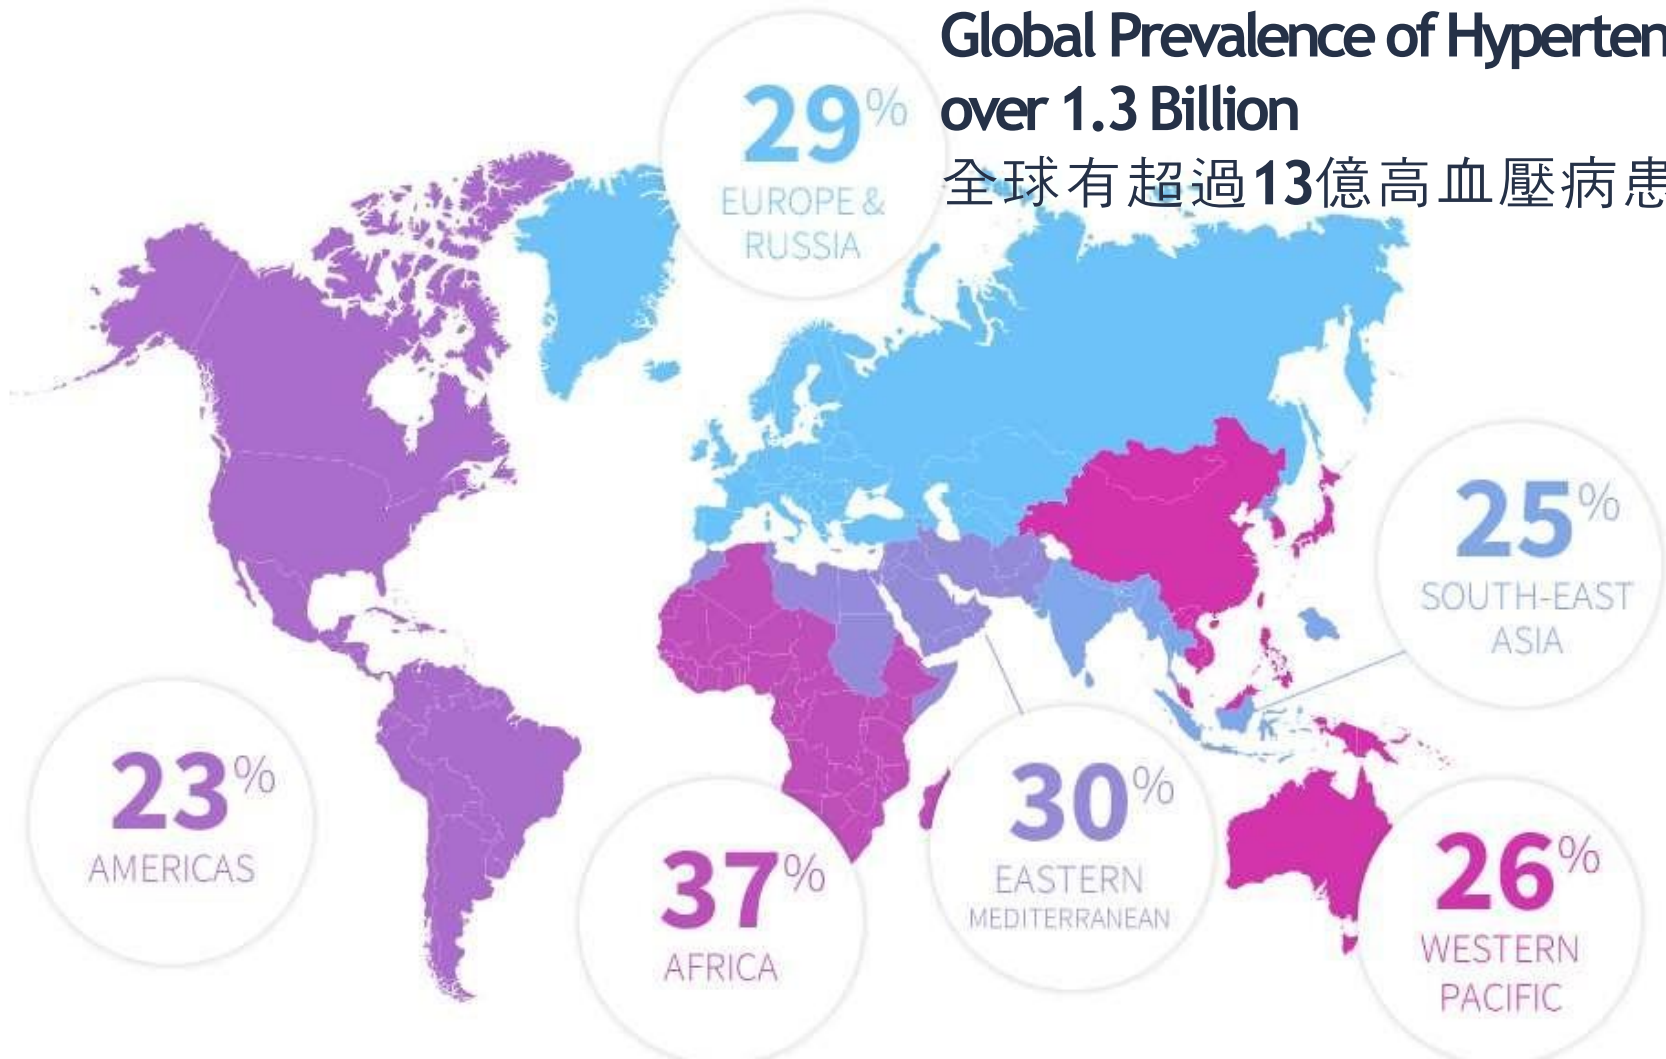 Global Prevalence of Hyperten
over 1.3 Billion
全球有超過13億高血壓病患
29%
EUROPE &
RUSSIA
25%
SOUTH-EAST
ASIA
23%
AMERICAS
37%
AFRICA
30%
EASTERN
MEDITERRANEAN
26%
WESTERN
PACIFIC